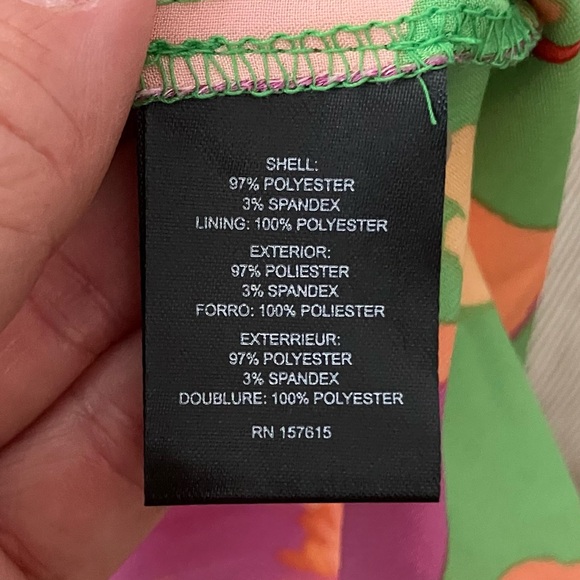 SHELL:
97% POLYESTER
3% SPANDEX
LINING: 100% POLYESTER
EXTERIOR:
97% POLIESTER
3% SPANDEX
FORRO: 100% POLIESTER
EXTERRIEUR:
97% POLYESTER
3% SPANDEX
DOUBLURE: 100% POLYESTER
RN 157615